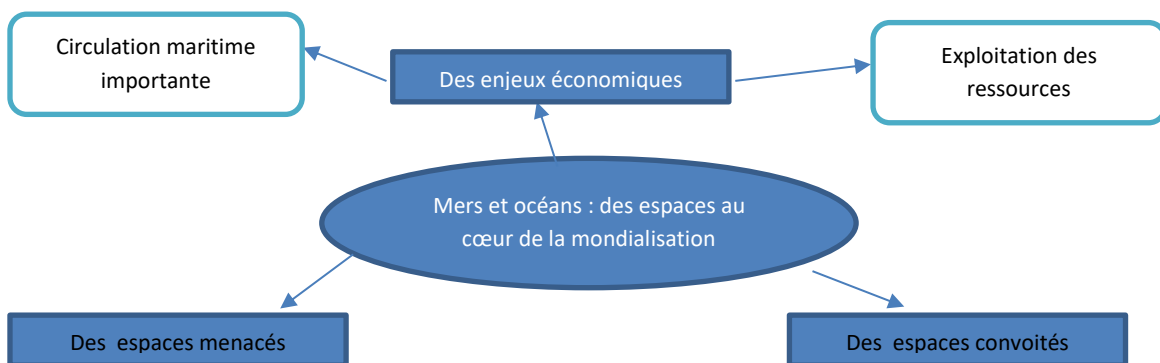 Circulation maritime
importante
Des enjeux économiques
Exploitation des
ressources
Mers et océans : des espaces au
cœur de la mondialisation
Des  espaces menacés
Des  espaces convoités